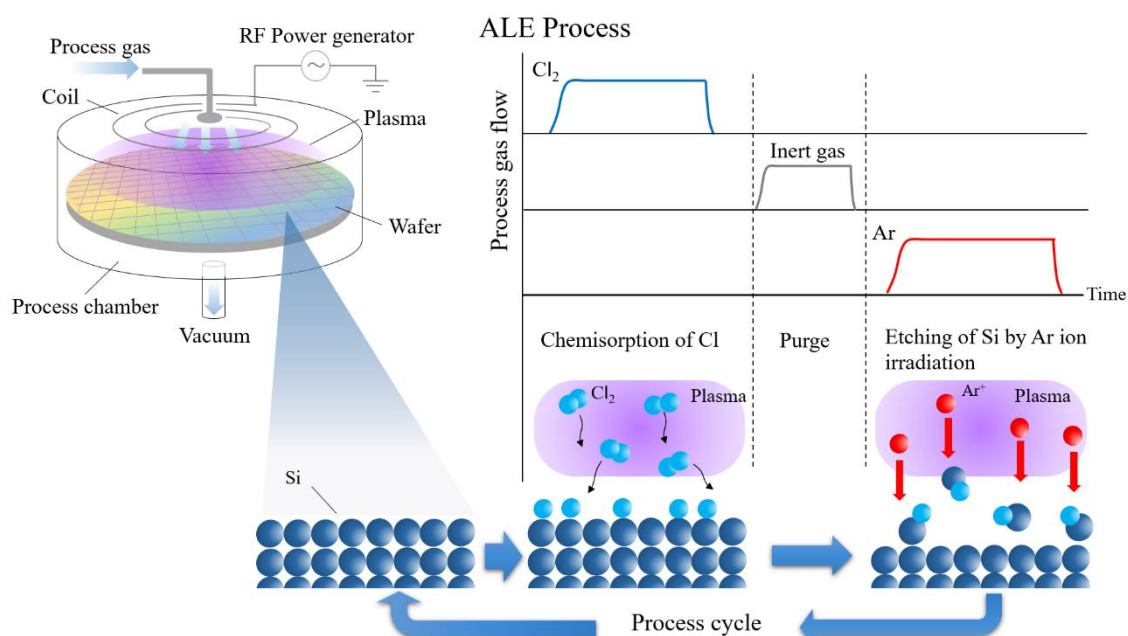 ALE Process
Process gas
RF Power generator
Coil
Plasma
Wafer
Process chamber
Vacuum
Si
Process gas flow
Cl₂
Inert gas
Ar
Time
Chemisorption of Cl
Purge
Etching of Si by Ar ion
irradiation
Cl₂
Plasma
Ar⁺
Plasma
Process cycle